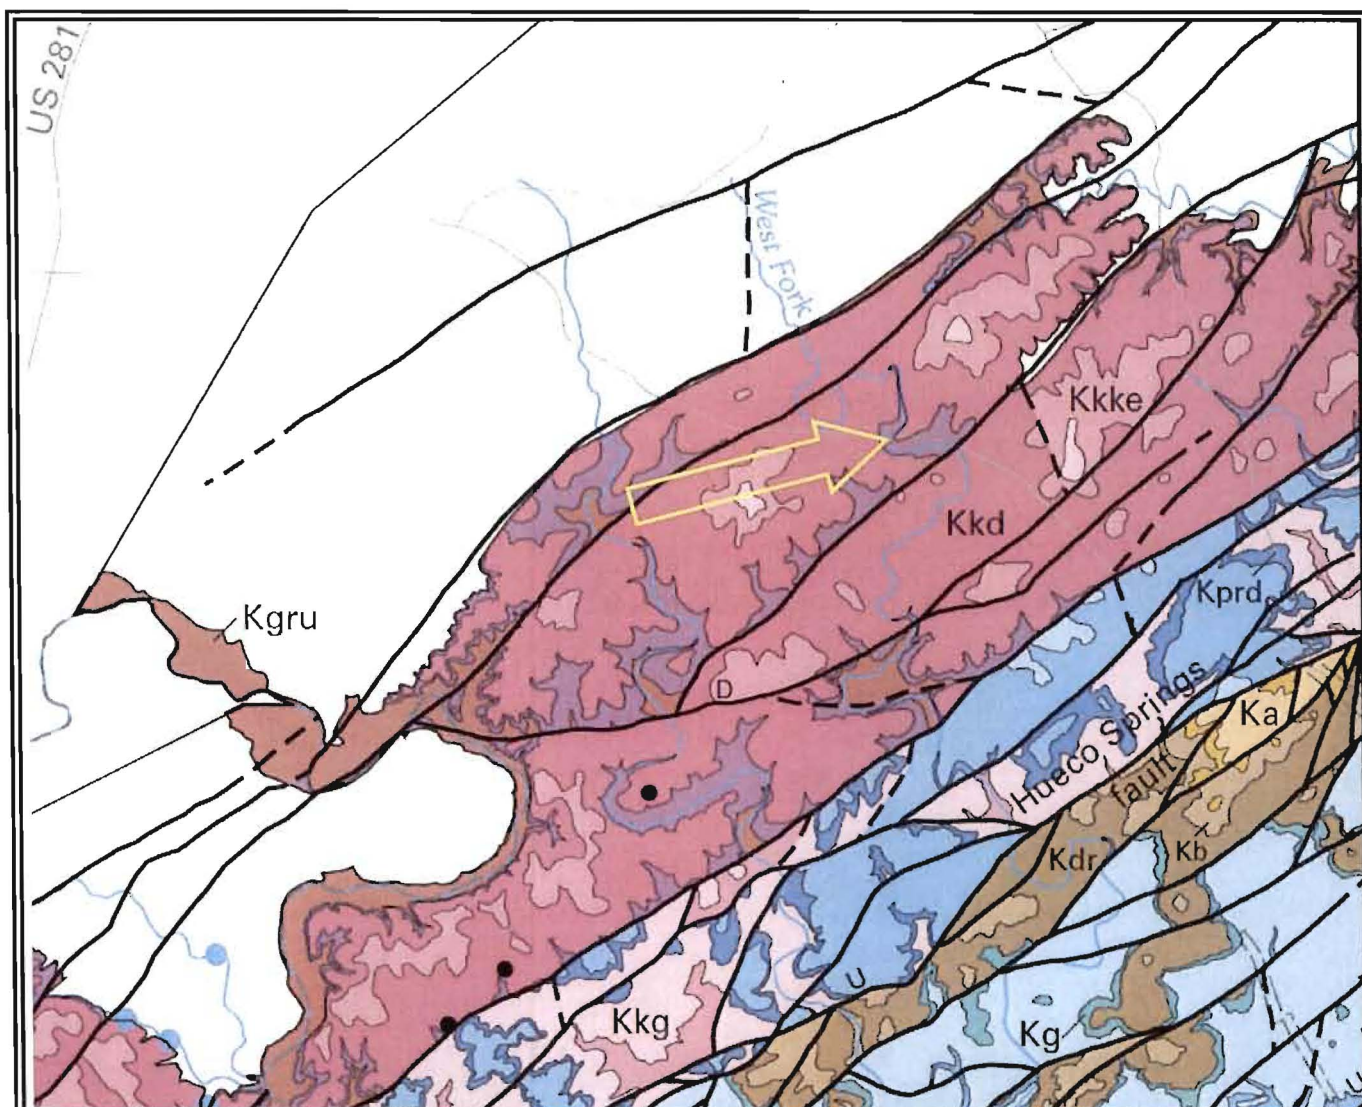 US 281
West Fork
Kkke
Kkd
Kprd
Kgru
D
Ka
Hueco Springs
fault
Kdr
Kb
U
Kkg
Kg
U